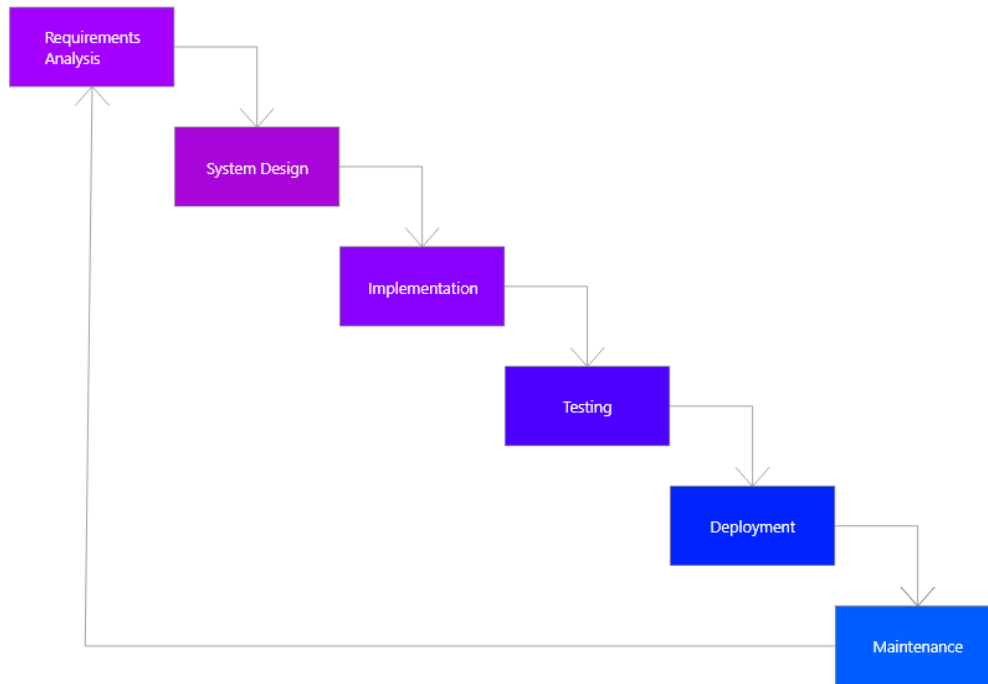 Requirements
Analysis
System Design
Implementation
Testing
Deployment
Maintenance